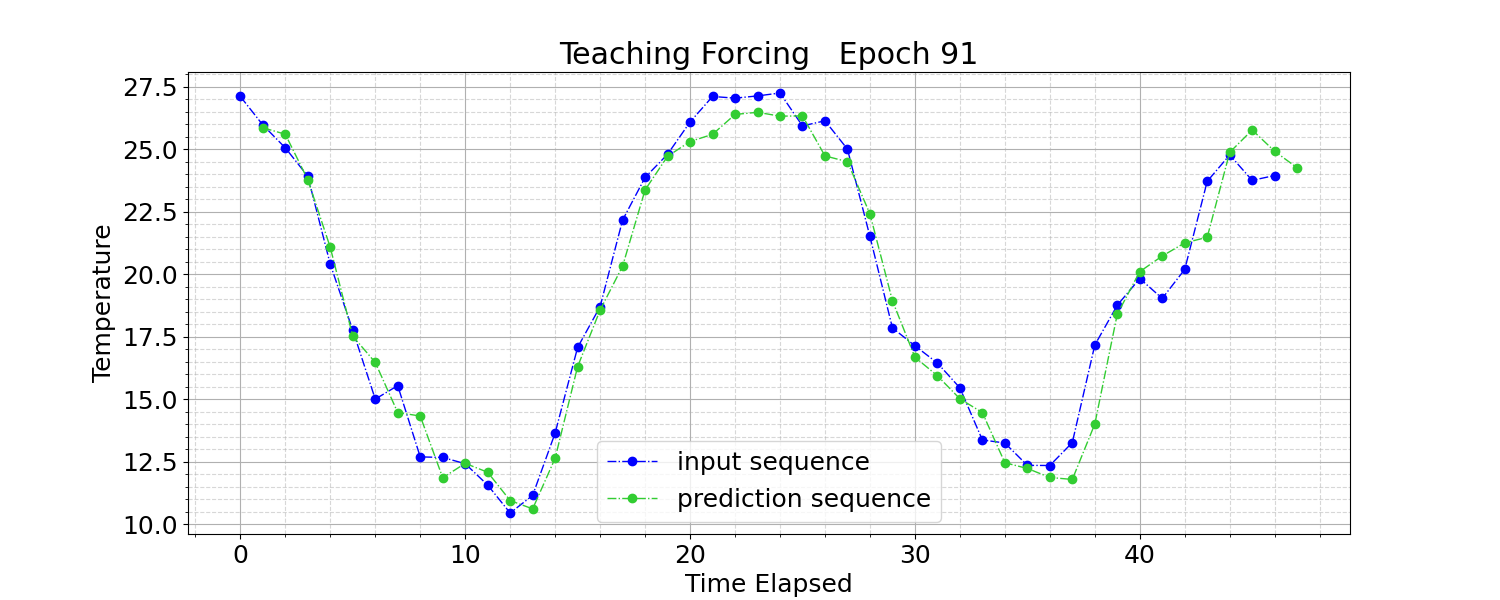 Teaching Forcing   Epoch 91
27.5
25.0
22.5
20.0
17.5
15.0
12.5
10.0
Temperature
input sequence
prediction sequence
0 10 20 30 40
Time Elapsed